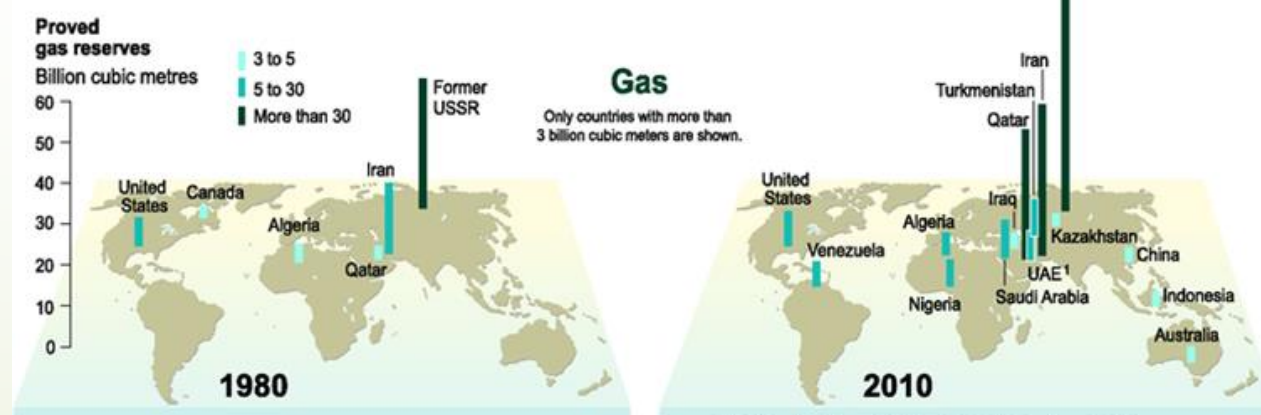 Proved
gas reserves
Billion cubic metres
60
50
40
30
20
10
0
3 to 5
5 to 30
More than 30
Gas
Only countries with more than
3 billion cubic meters are shown.
United
States
Canada
Algeria
Qatar
Iran
Former
USSR
1980
United
States
Venezuela
Algeria
Nigeria
Iraq
Saudi Arabia
Qatar
Turkmenistan
Iran
UAE¹
Kazakhstan
China
Indonesia
Australia
2010